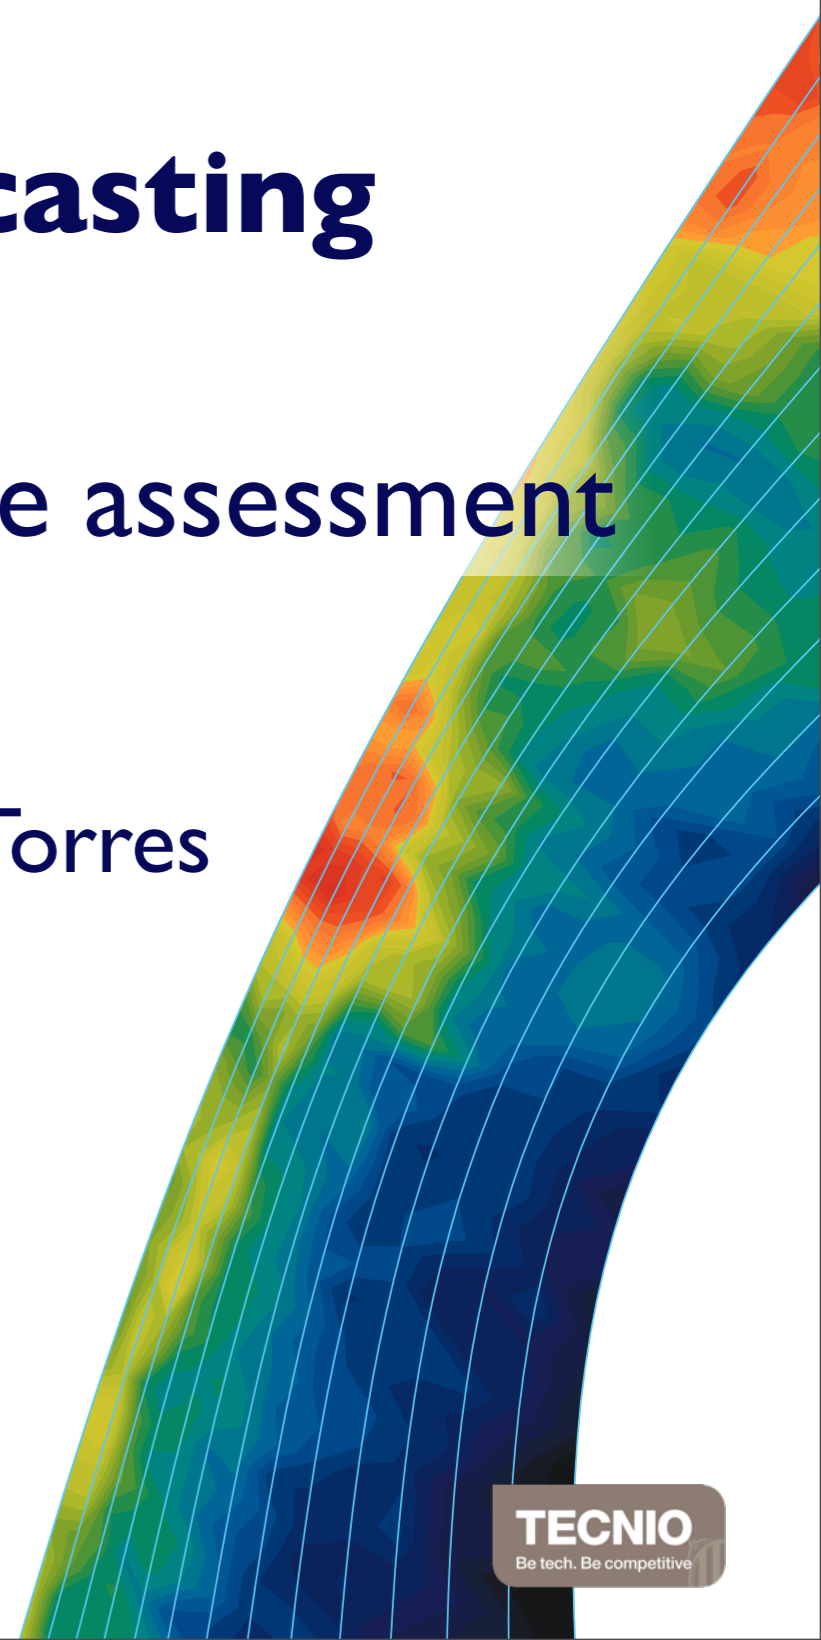 casting
e assessment
Torres
TECNIO
Be tech. Be competitive